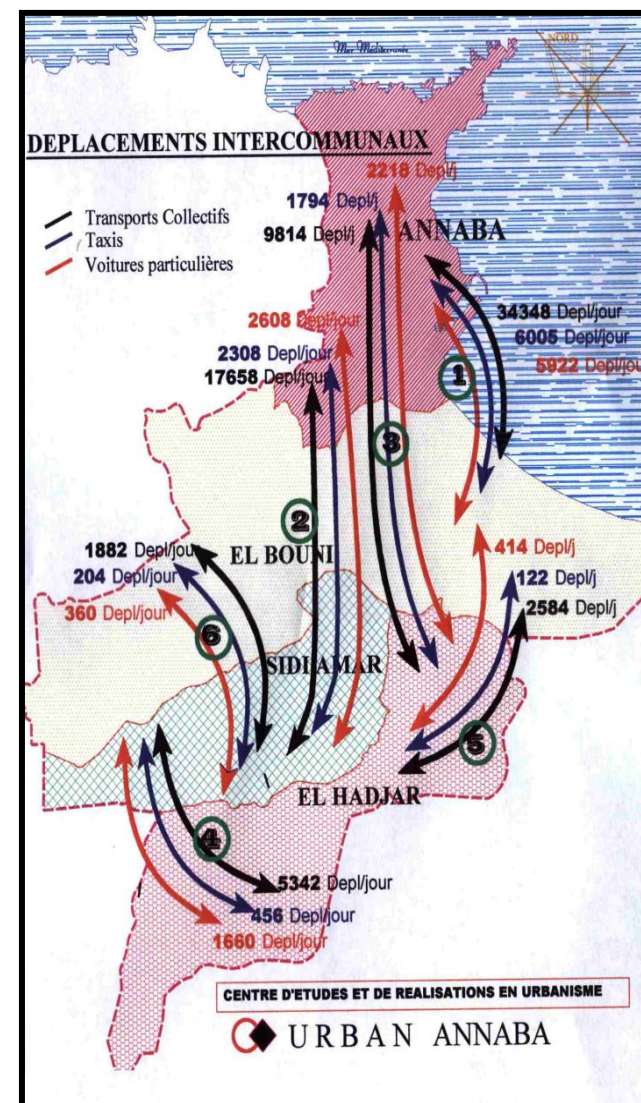 Mer Méditerranée
NORD
DEPLACEMENTS INTERCOMMUNAUX
2218 Depl/j
1794 Depl/j
9814 Depl/j
ANNABA
Transports Collectifs
Taxis
Voitures particulières
34348 Depl/jour
6005 Depl/jour
5922 Depl/jou
2608 Depl/jour
2308 Depl/jour
17658 Depl/jour
1
3
2
EL BOUNI
1882 Depl/jour
204 Depl/jour
360 Depl/jour
6
414 Depl/j
122 Depl/j
2584 Depl/j
SIDI AMAR
5
EL HADJAR
4
5342 Depl/jour
456 Depl/jour
1660 Depl/jour
CENTRE D'ETUDES ET DE REALISATIONS EN URBANISME
URBAN ANNABA